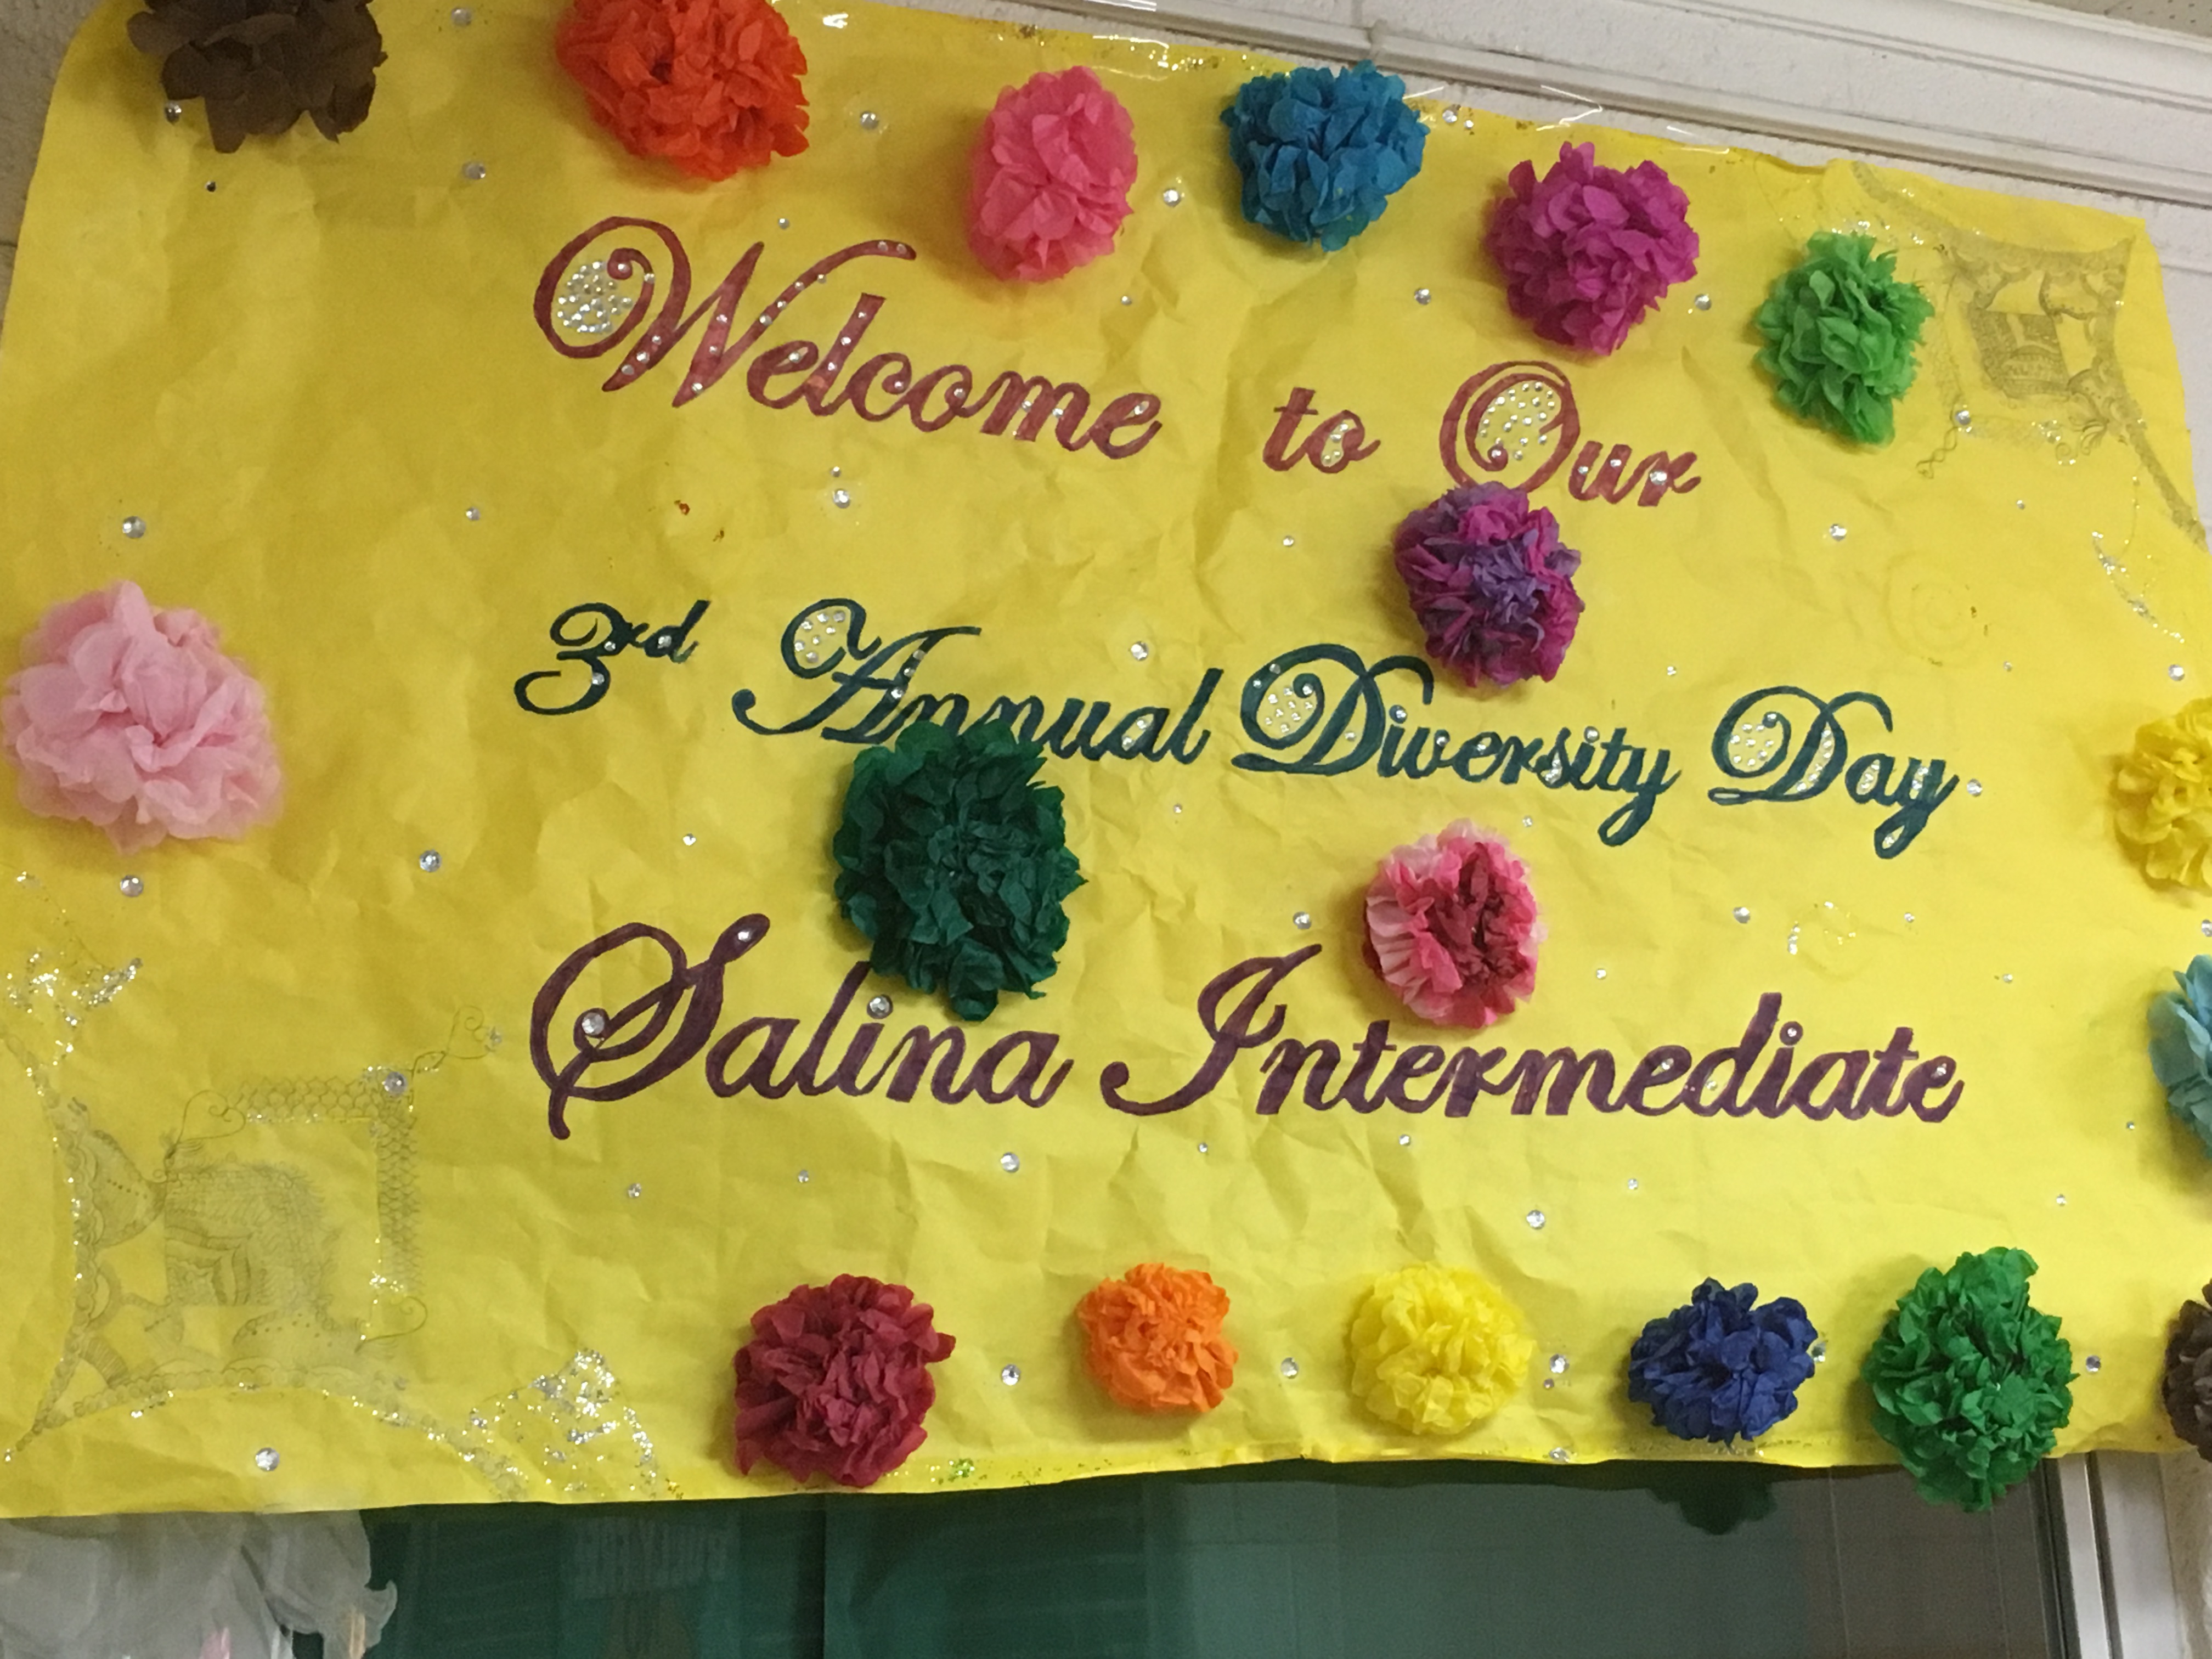 Welcome to Our
3rd Annual Diversity Day
Salina Intermediate